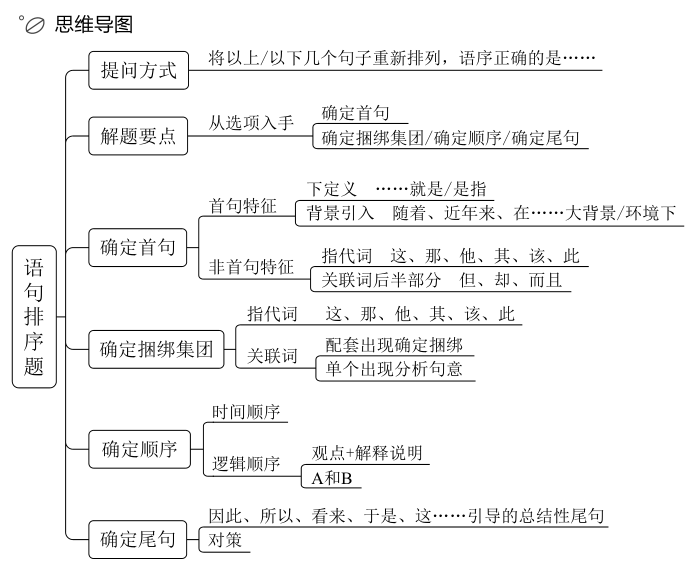 思维导图
语句排序题
提问方式
将以上/以下几个句子重新排列，语序正确的是……
解题要点
从选项入手
确定首句
确定捆绑集团/确定顺序/确定尾句
确定首句
首句特征
下定义 ……就是/是指
背景引入 随着、近年来、在……大背景/环境下
非首句特征
指代词 这、那、他、其、该、此
关联词后半部分 但、却、而且
确定捆绑集团
指代词 这、那、他、其、该、此
关联词
配套出现确定捆绑
单个出现分析句意
确定顺序
时间顺序
逻辑顺序
观点+解释说明
A和B
确定尾句
因此、所以、看来、于是、这……引导的总结性尾句
对策